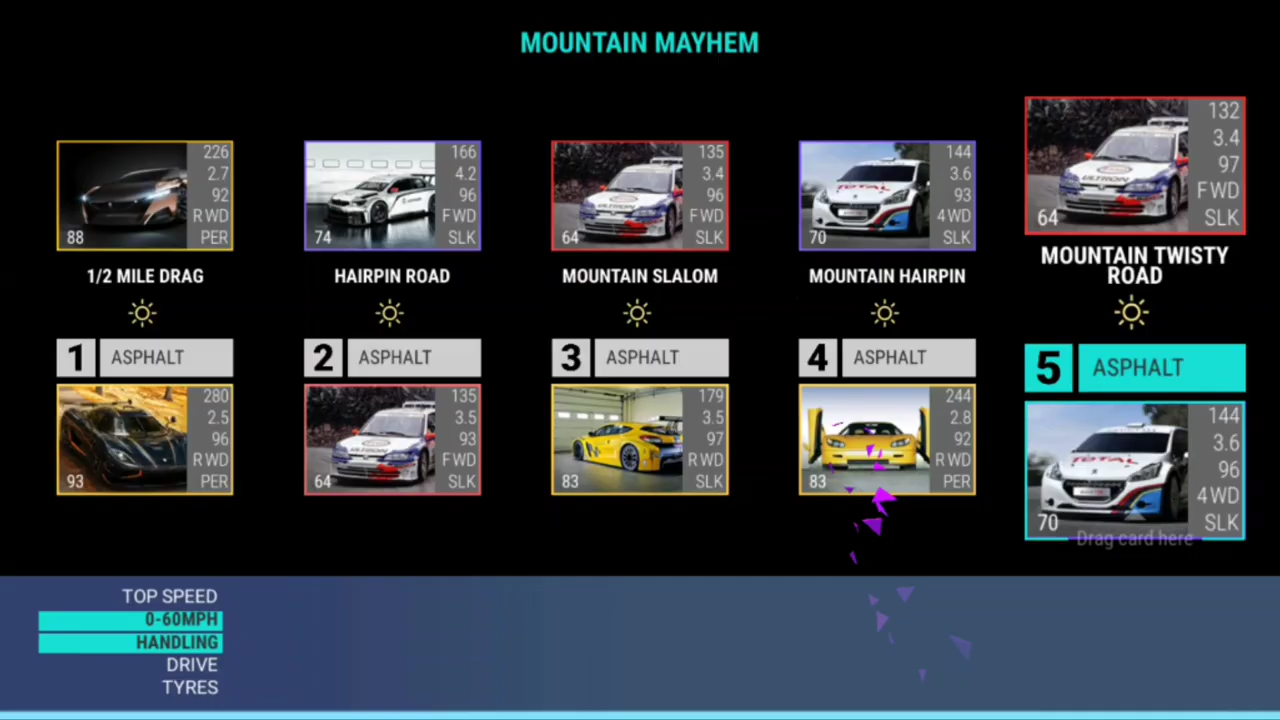 MOUNTAIN MAYHEM
226
2.7
92
RWD
PER
88
166
4.2
96
FWD
SLK
74
135
3.4
96
FWD
SLK
64
ULTRON
144
3.6
93
4WD
SLK
70
TOTAL
132
3.4
97
FWD
SLK
64
ULTRON
1/2 MILE DRAG
HAIRPIN ROAD
MOUNTAIN SLALOM
MOUNTAIN HAIRPIN
MOUNTAIN TWISTY
ROAD
1 ASPHALT
2 ASPHALT
3 ASPHALT
4 ASPHALT
5 ASPHALT
280
2.5
96
RWD
PER
93
135
3.5
93
FWD
SLK
64
ULTRON
179
3.5
97
RWD
SLK
83
244
2.8
92
RWD
PER
83
144
3.6
96
4WD
SLK
70
TOTAL
Drag card here
TOP SPEED
0-60MPH
HANDLING
DRIVE
TYRES